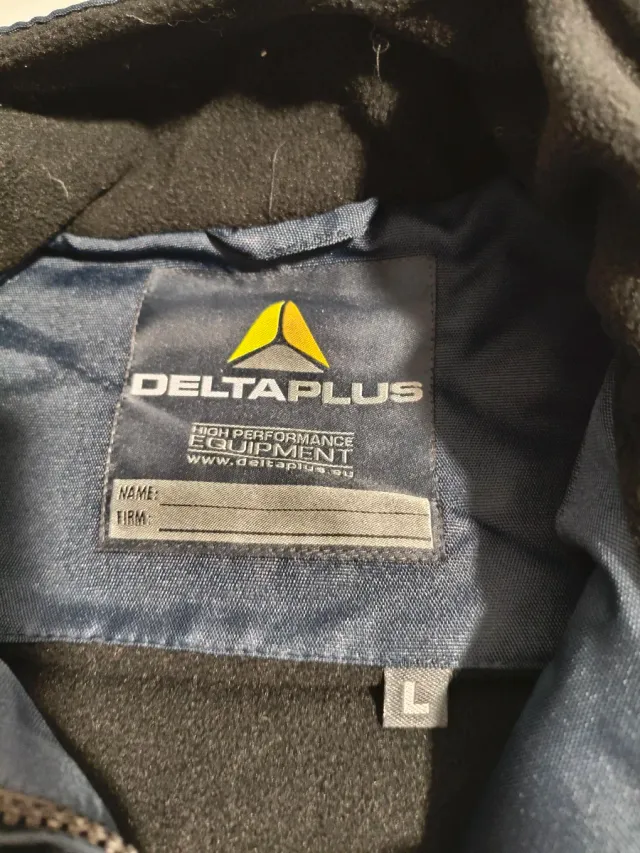 DELTAPLUS
HIGH PERFORMANCE
EQUIPMENT
www.deltaplus.eu
NAME:
FIRM:
L